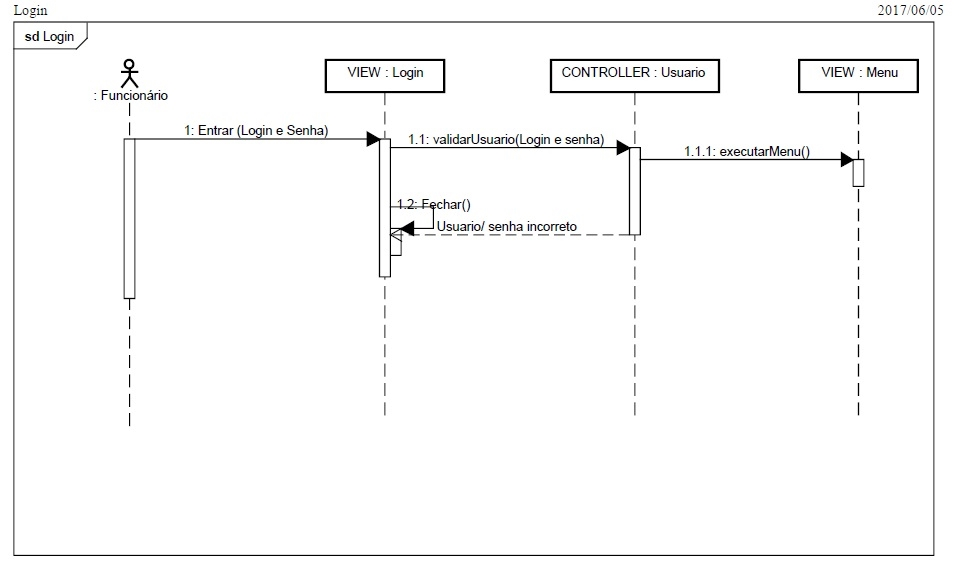 Login 2017/06/05
sd Login
: Funcionário
VIEW : Login
CONTROLLER : Usuario
VIEW : Menu
1: Entrar (Login e Senha)
1.1: validarUsuario(Login e senha)
1.1.1: executarMenu()
1.2: Fechar()
Usuario/ senha incorreto